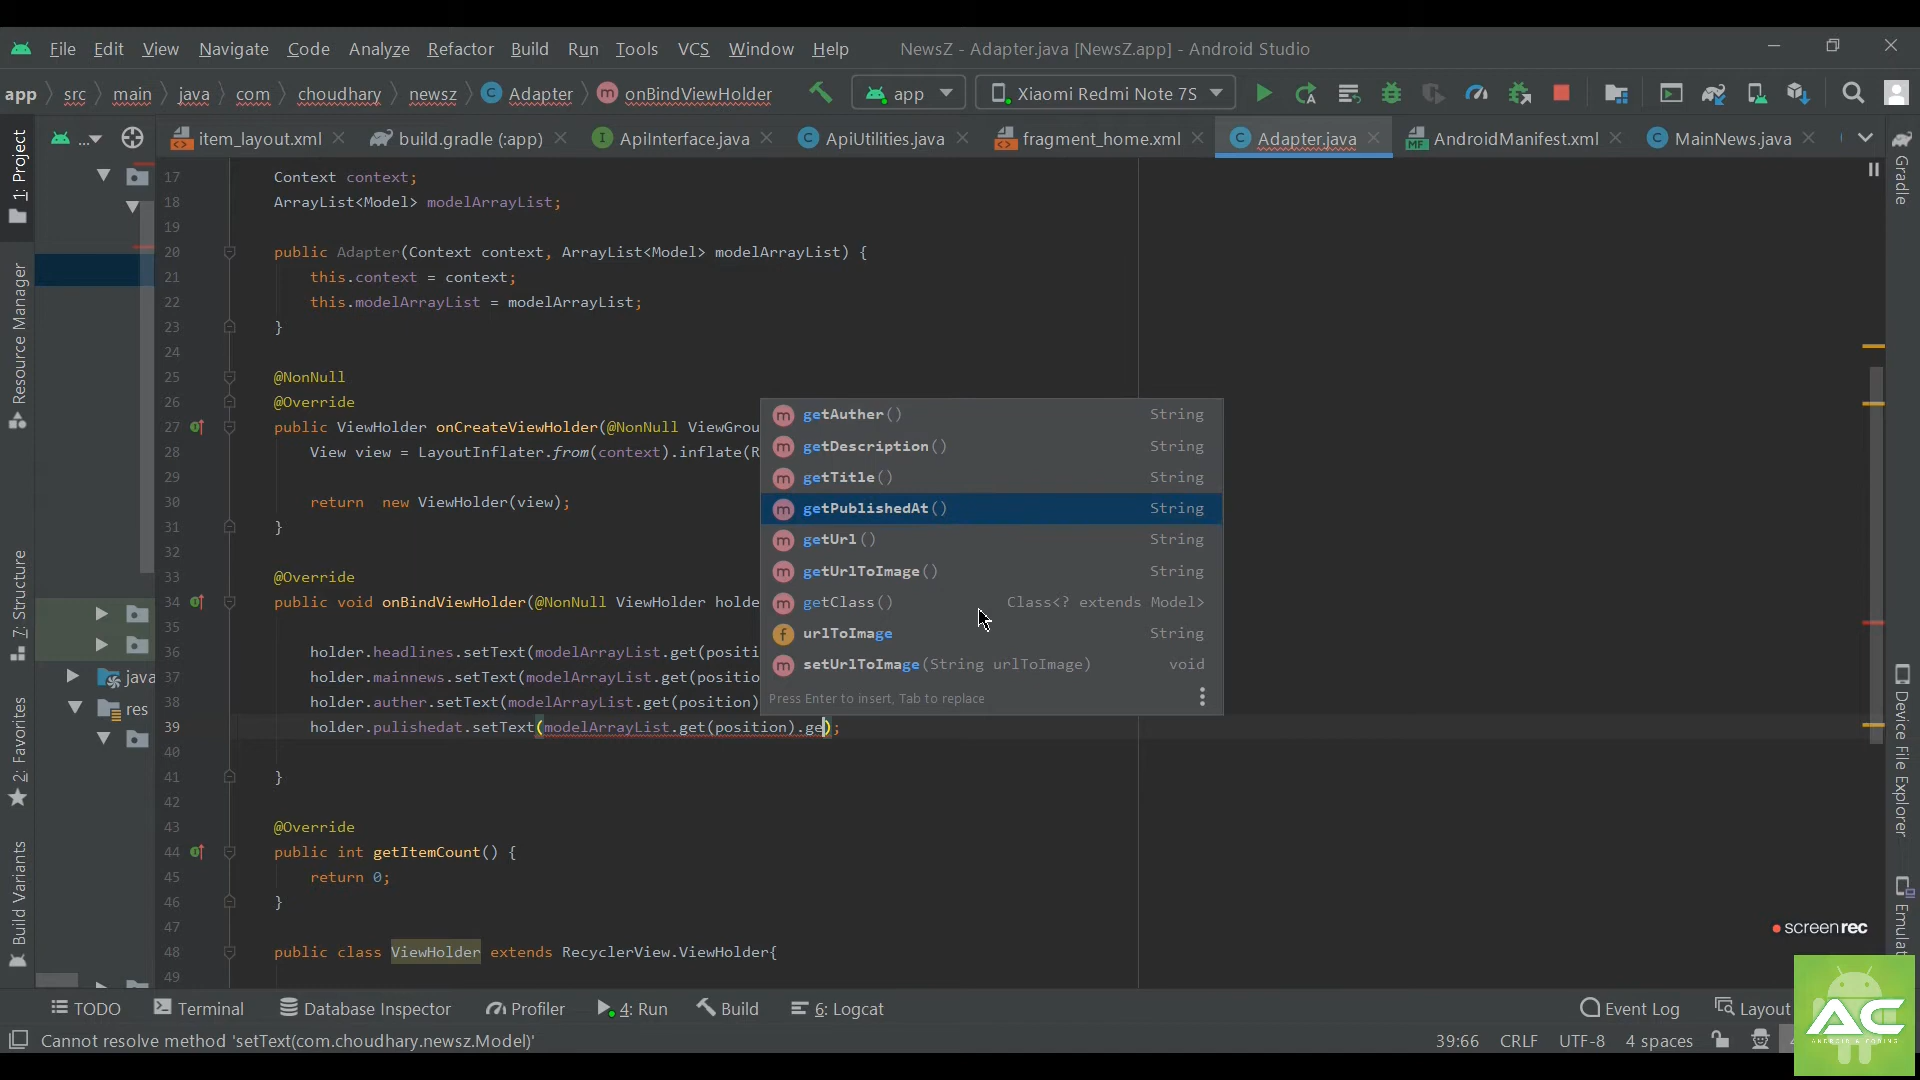 File Edit View Navigate Code Analyze Refactor Build Run Tools VCS Window Help NewsZ - Adapter.java [NewsZ.app] - Android Studio
app src main java com choudhary newsz Adapter onBindViewHolder app Xiaomi Redmi Note 7S
... item_layout.xml build.gradle (:app) ApiInterface.java ApiUtilities.java fragment_home.xml Adapter.java AndroidManifest.xml MainNews.java
1: Project
Resource Manager
7: Structure
2: Favorites
Build Variants
java
res
17 Context context;
18 ArrayList<Model> modelArrayList;
19
20 public Adapter(Context context, ArrayList<Model> modelArrayList) {
21 this.context = context;
22 this.modelArrayList = modelArrayList;
23 }
24
25 @NonNull
26 @Override
27 public ViewHolder onCreateViewHolder(@NonNull ViewGrou
28 View view = LayoutInflater.from(context).inflate(R
29
30 return new ViewHolder(view);
31 }
32
33 @Override
34 public void onBindViewHolder(@NonNull ViewHolder holde
35
36 holder.headlines.setText(modelArrayList.get(positi
37 holder.mainnews.setText(modelArrayList.get(positio
38 holder.auther.setText(modelArrayList.get(position)
39 holder.pulishedat.setText(modelArrayList.get(position).ge);
40
41 }
42
43 @Override
44 public int getItemCount() {
45 return 0;
46 }
47
48 public class ViewHolder extends RecyclerView.ViewHolder{
49
getAuther() String
getDescription() String
getTitle() String
getPublishedAt() String
getUrl() String
getUrlToImage() String
getClass() Class<? extends Model>
urlToImage String
setUrlToImage(String urlToImage) void
Press Enter to insert, Tab to replace
Gradle
Device File Explorer
Emulat
screenrec
TODO Terminal Database Inspector Profiler 4: Run Build 6: Logcat Event Log Layout
Cannot resolve method 'setText(com.choudhary.newsz.Model)' 39:66 CRLF UTF-8 4 spaces
AC
ANDROID & CODING